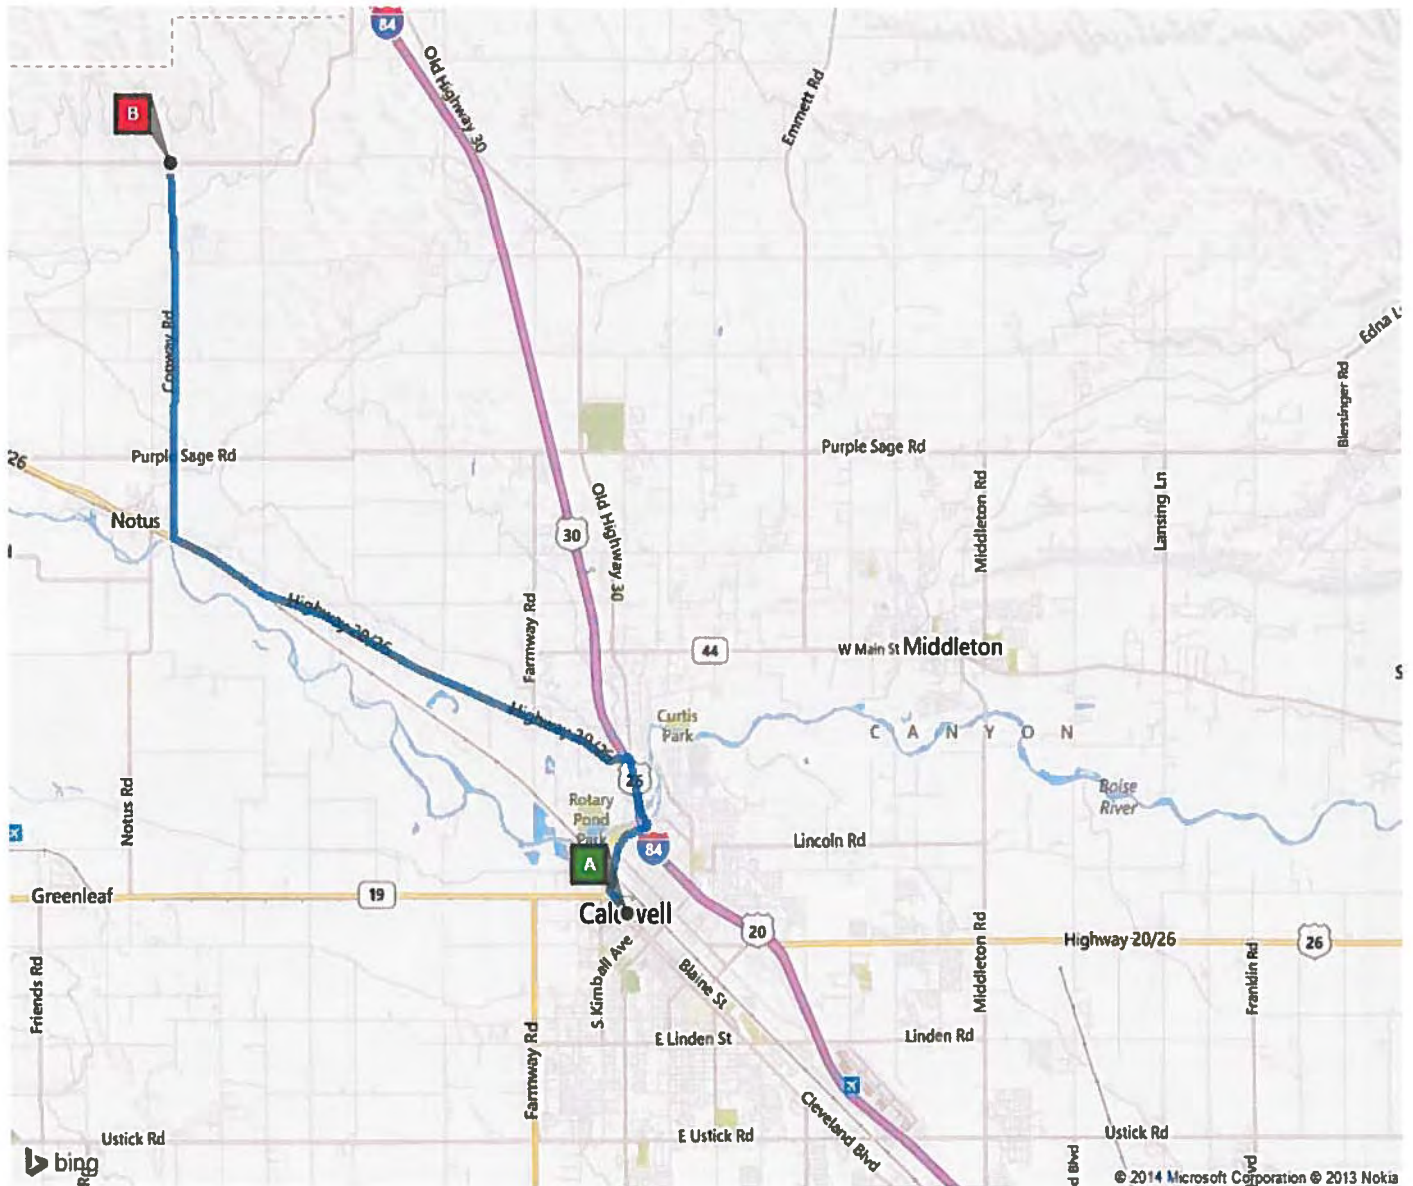 84
Old Highway 30
Emmett Rd
B
Conway Rd
Edna L
Blessinger Rd
26
Purple Sage Rd
Purple Sage Rd
Notus
Old Highway 30
30
Middleton Rd
Lansing Ln
Highway 20/26
Farmway Rd
44
W Main St
Middleton
S
Highway 20/26
Curtis
Park
CANYON
26
Boise
River
Notus Rd
Rotary
Pond
Park
Lincoln Rd
84
A
Greenleaf
19
Caldwell
20
Highway 20/26
26
Middleton Rd
Franklin Rd
Friends Rd
S Kimball Ave
Blaine St
Farmway Rd
E Linden St
Linden Rd
Cleveland Blvd
Ustick Rd
E Ustick Rd
Ustick Rd
bing
Rd
d Blvd
vd
© 2014 Microsoft Corporation © 2013 Nokia